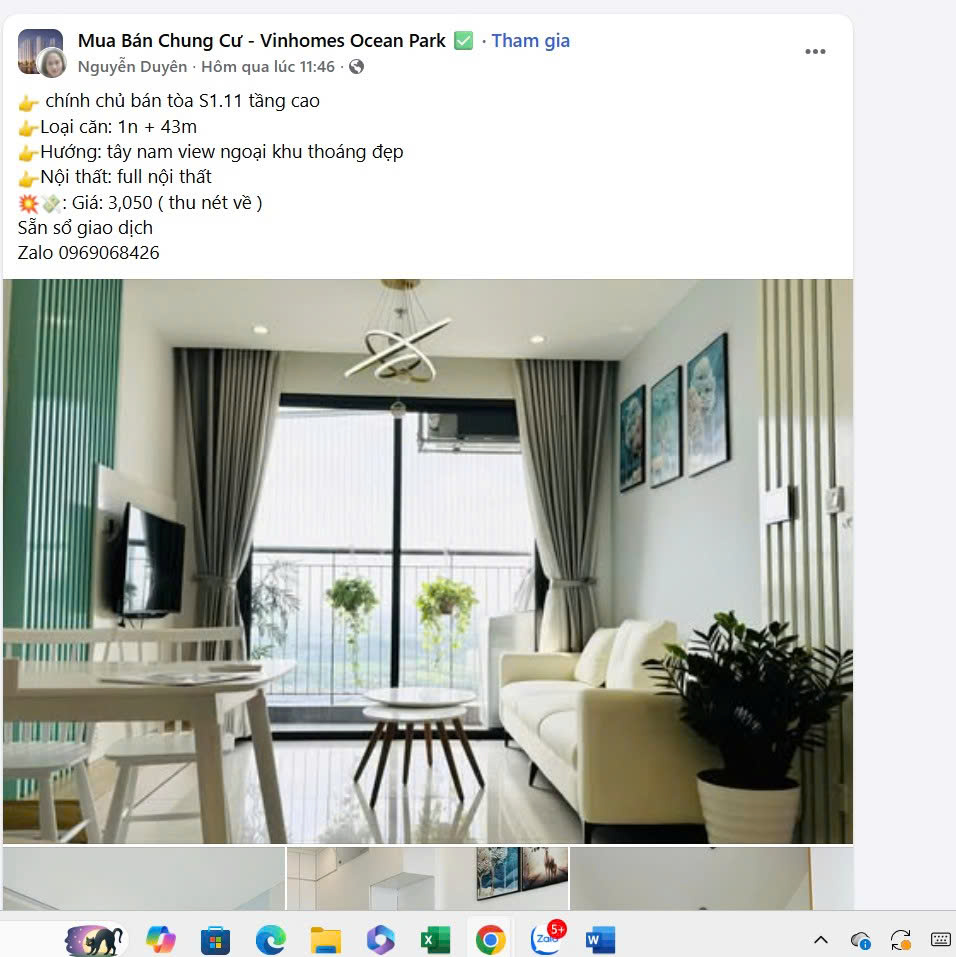 Mua Bán Chung Cư - Vinhomes Ocean Park ✅ · Tham gia
Nguyễn Duyên · Hôm qua lúc 11:46 ·
👉 chính chủ bán tòa S1.11 tầng cao
👉Loại căn: 1n + 43m
👉Hướng: tây nam view ngoại khu thoáng đẹp
👉Nội thất: full nội thất
💥💸: Giá: 3,050 ( thu nét về )
Sẵn sổ giao dịch
Zalo 0969068426
Zalo
5+